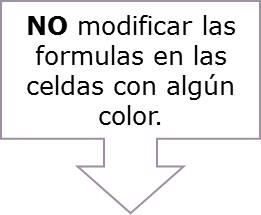 NO modificar las
formulas en las
celdas con algún
color.